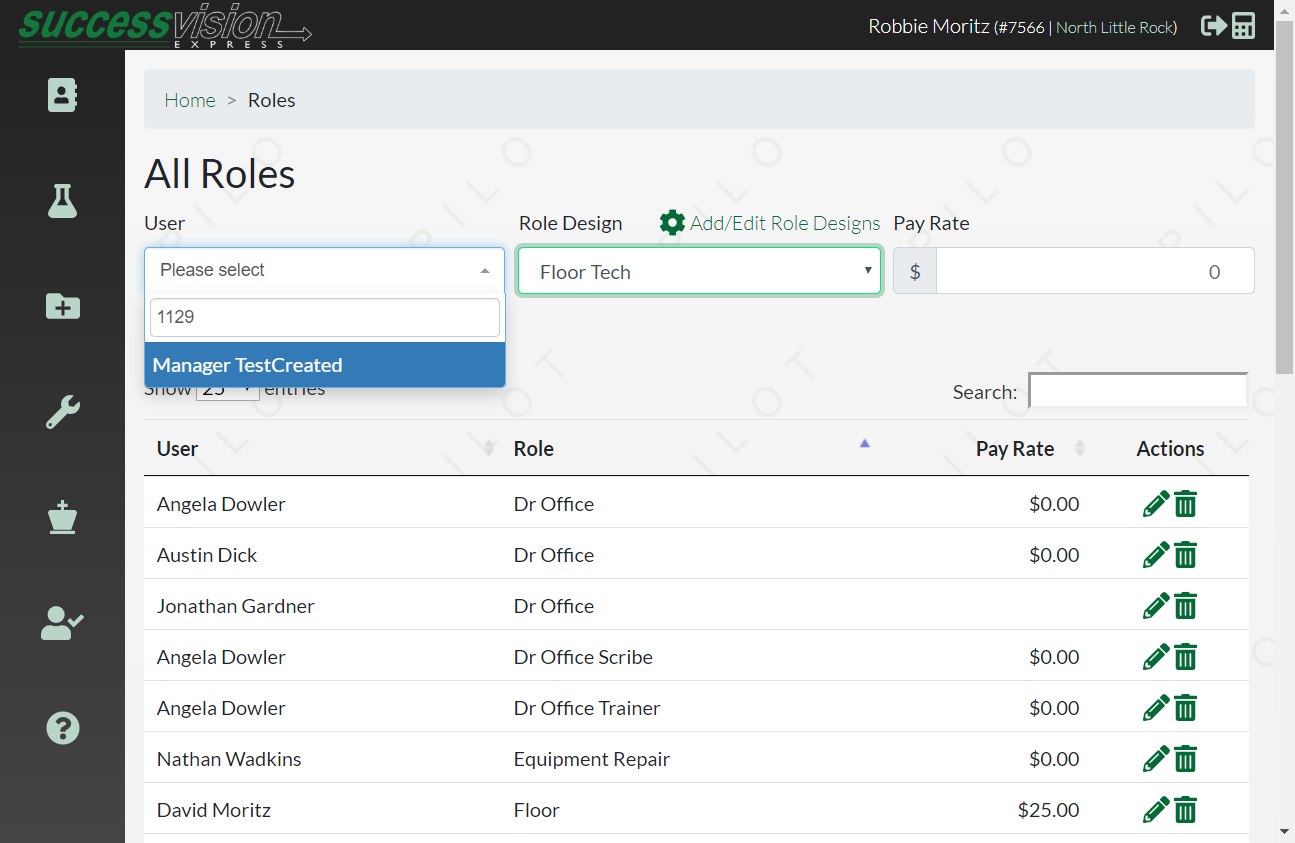 successvision
EXPRESS
Robbie Moritz (#7566 | North Little Rock)
Home > Roles
All Roles
User
Role Design
Add/Edit Role Designs
Pay Rate
Please select
Floor Tech
$
0
1129
Manager TestCreated
Show 25 entries
Search:
User Role Pay Rate Actions
Angela Dowler Dr Office $0.00
Austin Dick Dr Office $0.00
Jonathan Gardner Dr Office
Angela Dowler Dr Office Scribe $0.00
Angela Dowler Dr Office Trainer $0.00
Nathan Wadkins Equipment Repair $0.00
David Moritz Floor $25.00
PILOT